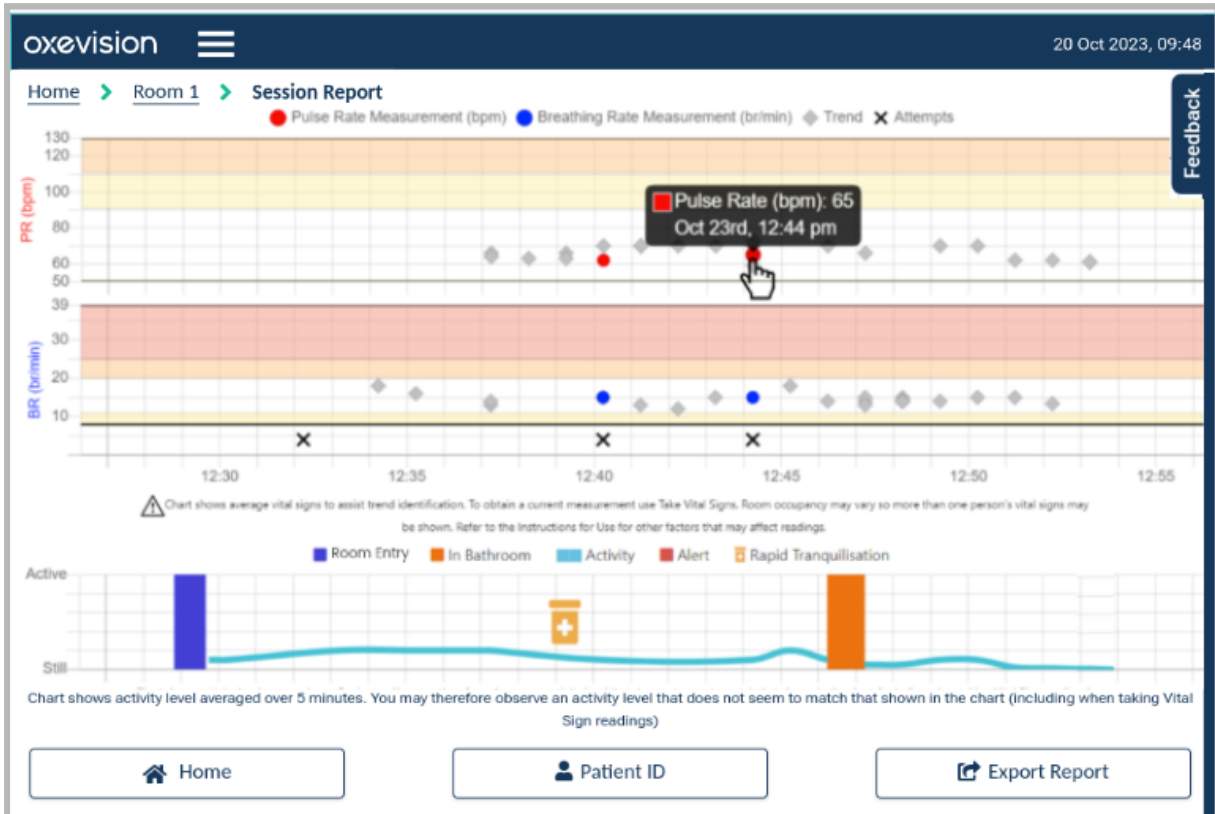 oxevision
20 Oct 2023, 09:48
Home > Room 1 > Session Report
Feedback
Pulse Rate Measurement (bpm) Breathing Rate Measurement (br/min) Trend Attempts
130
120
100
80
60
50
PR (bpm)
Pulse Rate (bpm): 65
Oct 23rd, 12:44 pm
39
30
20
10
BR (br/min)
12:30 12:35 12:40 12:45 12:50 12:55
Chart shows average vital signs to assist trend identification. To obtain a current measurement use Take Vital Signs. Room occupancy may vary so more than one person's vital signs may
be shown. Refer to the Instructions for Use for other factors that may affect readings.
Room Entry In Bathroom Activity Alert Rapid Tranquilisation
Active
Still
Chart shows activity level averaged over 5 minutes. You may therefore observe an activity level that does not seem to match that shown in the chart (including when taking Vital
Sign readings)
Home Patient ID Export Report